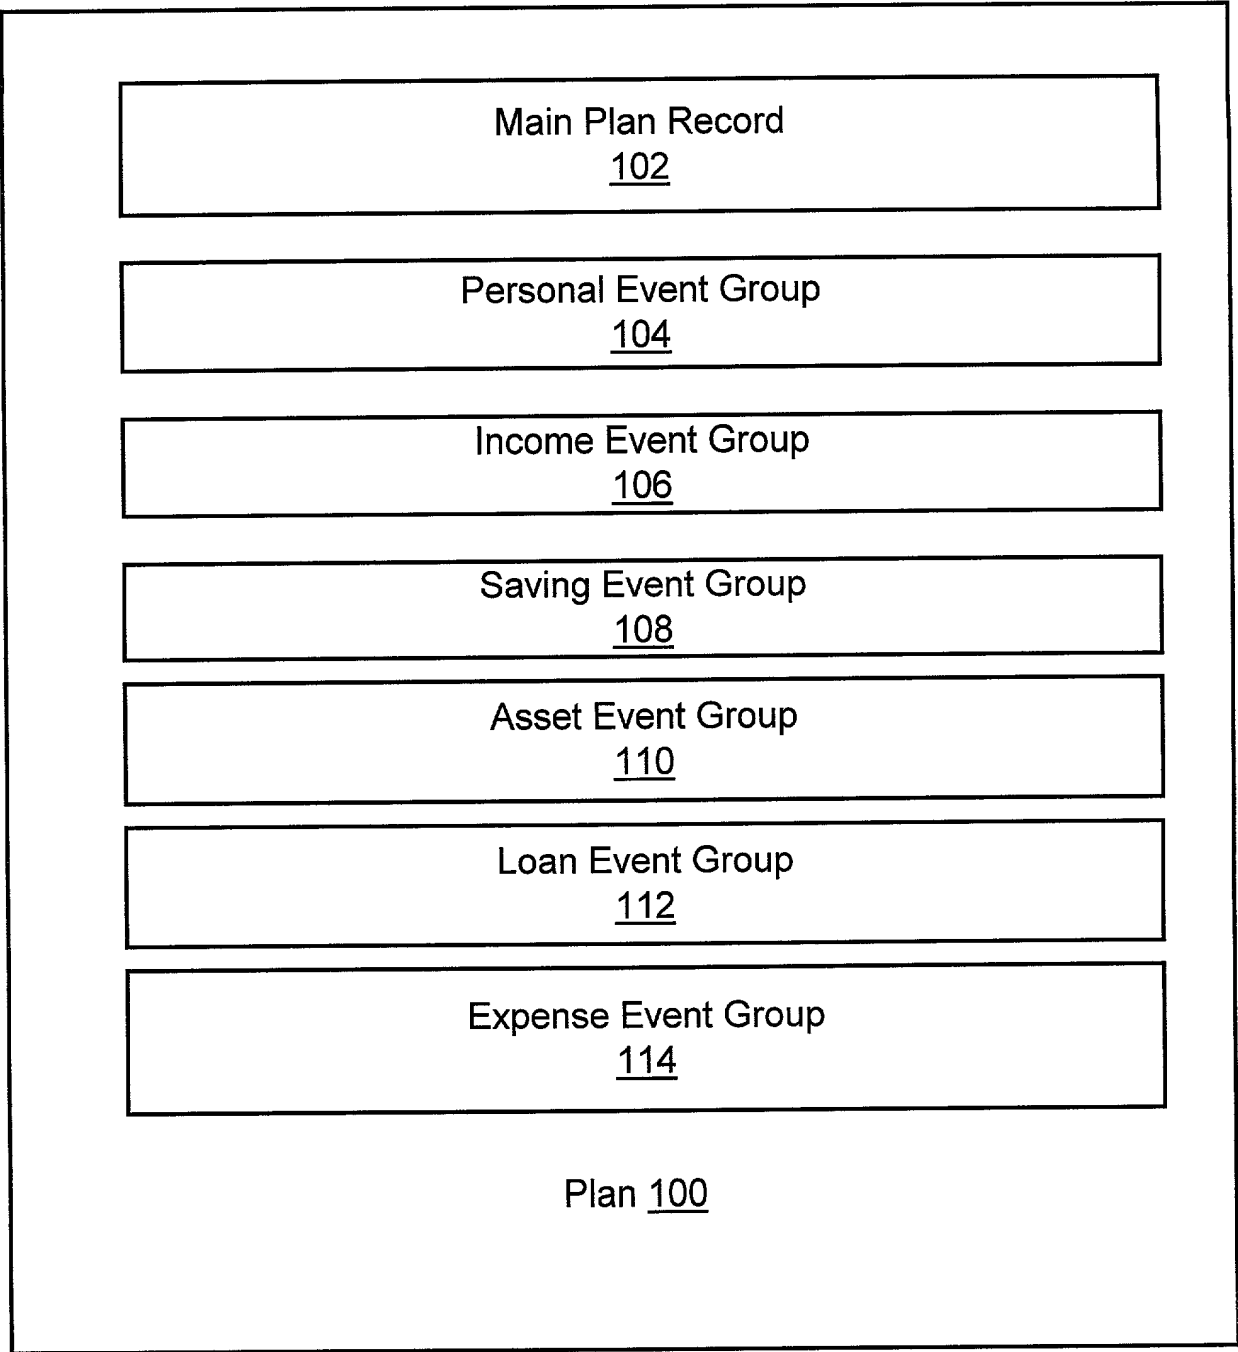 Main Plan Record
102
Personal Event Group
104
Income Event Group
106
Saving Event Group
108
Asset Event Group
110
Loan Event Group
112
Expense Event Group
114
Plan 100